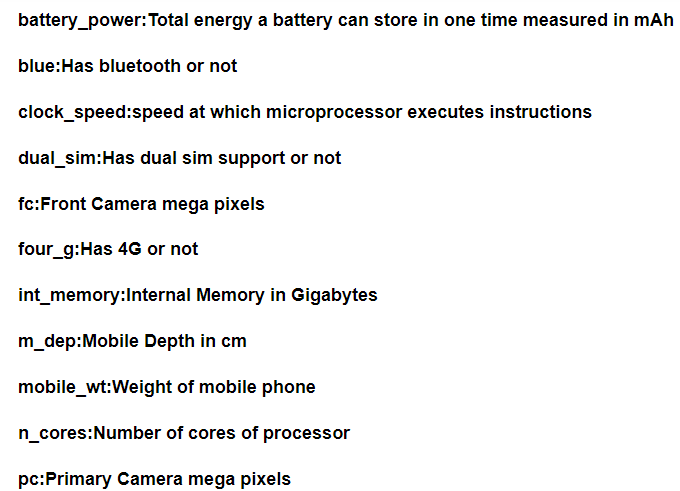 battery_power:Total energy a battery can store in one time measured in mAh
blue:Has bluetooth or not
clock_speed:speed at which microprocessor executes instructions
dual_sim:Has dual sim support or not
fc:Front Camera mega pixels
four_g:Has 4G or not
int_memory:Internal Memory in Gigabytes
m_dep:Mobile Depth in cm
mobile_wt:Weight of mobile phone
n_cores:Number of cores of processor
pc:Primary Camera mega pixels